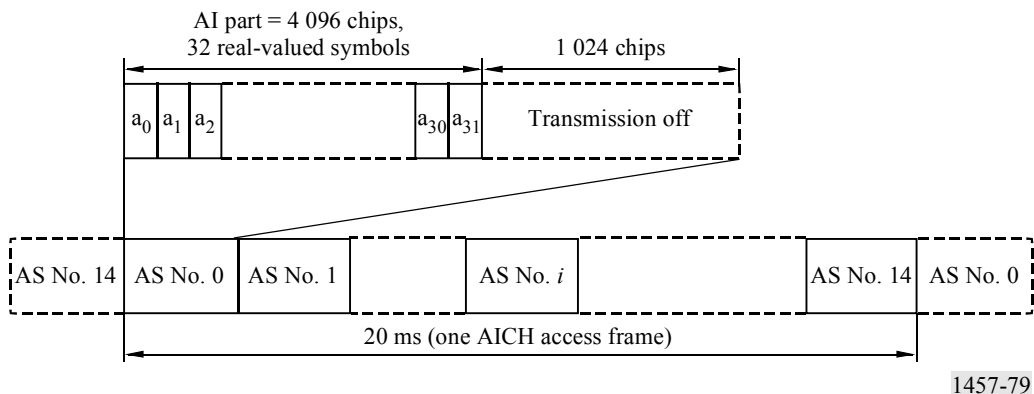 AI part = 4 096 chips,
32 real-valued symbols
1 024 chips
a0 a1 a2 a30 a31 Transmission off
AS No. 14 AS No. 0 AS No. 1 AS No. i AS No. 14 AS No. 0
20 ms (one AICH access frame)
1457-79